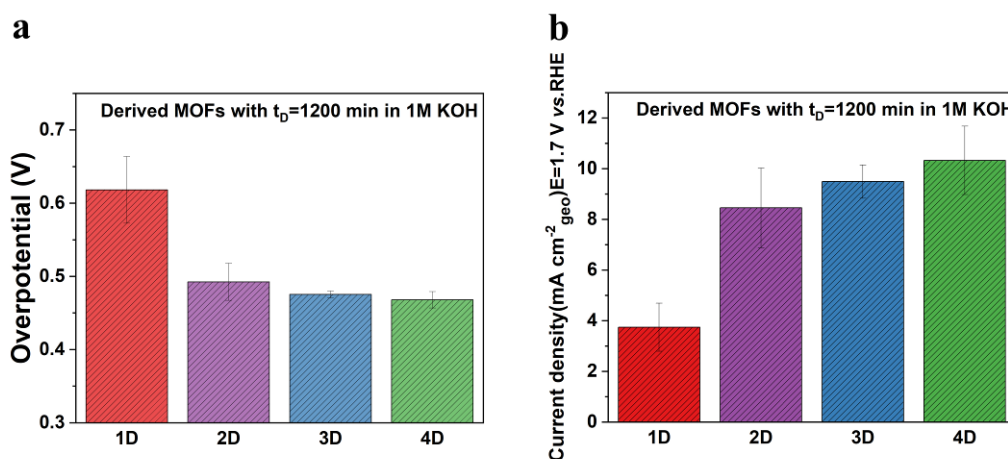 a
Derived MOFs with t_D=1200 min in 1M KOH
Overpotential (V)
0.7
0.6
0.5
0.4
0.3
1D 2D 3D 4D
b
Derived MOFs with t_D=1200 min in 1M KOH
Current density(mA cm⁻²_geo)E=1.7 V vs.RHE
12
10
8
6
4
2
0
1D 2D 3D 4D